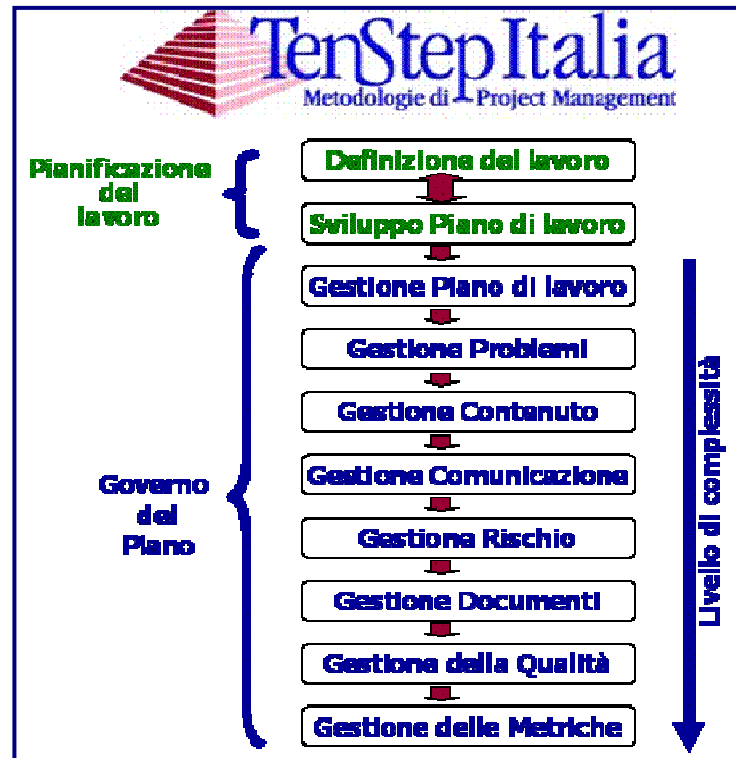 TenStep Italia
Metodologie di Project Management
Pianificazione
del
lavoro
Definizione del lavoro
Sviluppo Piano di lavoro
Governo
del
Piano
Gestione Piano di lavoro
Gestione Problemi
Gestione Contenuto
Gestione Comunicazione
Gestione Rischio
Gestione Documenti
Gestione della Qualità
Gestione delle Metriche
Livello di complessità